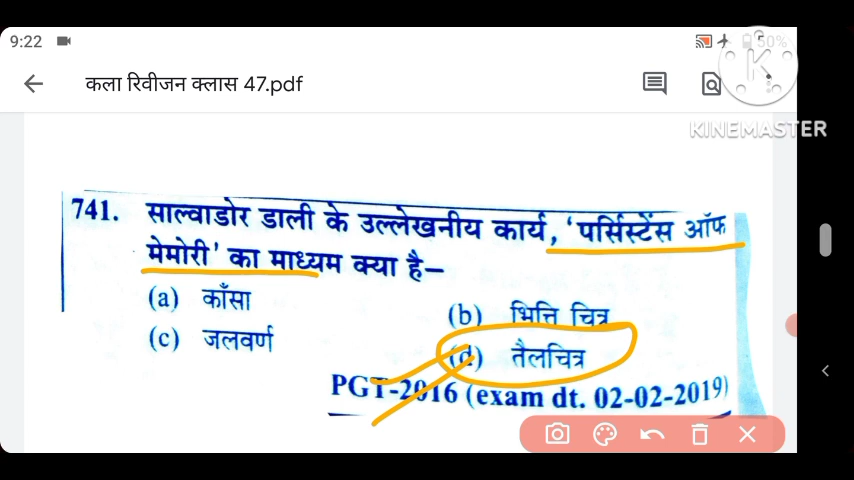 9:22
50%
कला रिवीजन क्लास 47.pdf
KINEMASTER
741. साल्वाडोर डाली के उल्लेखनीय कार्य, 'पर्सिस्टेंस ऑफ
मेमोरी' का माध्यम क्या है–
(a) काँसा
(b) भित्ति चित्र
(c) जलवर्ण
(d) तैलचित्र
PGT-2016 (exam dt. 02-02-2019)